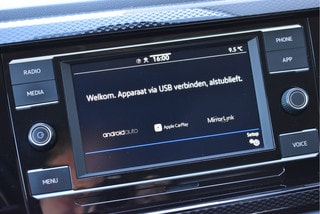 16:00
9.5 °C
PHONE
RADIO
APP
MEDIA
Welkom. Apparaat via USB verbinden, alstublieft.
androidauto
Apple CarPlay
MirrorLink
Setup
MENU
VOICE